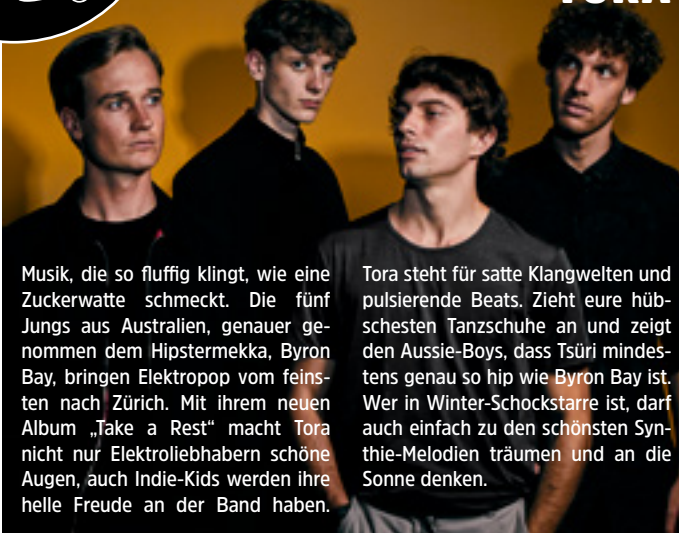 TORA
Musik, die so fluffig klingt, wie eine
Zuckerwatte schmeckt. Die fünf
Jungs aus Australien, genauer ge-
nommen dem Hipstermekka, Byron
Bay, bringen Elektropop vom feins-
ten nach Zürich. Mit ihrem neuen
Album „Take a Rest“ macht Tora
nicht nur Elektroliebhabern schöne
Augen, auch Indie-Kids werden ihre
helle Freude an der Band haben.
Tora steht für satte Klangwelten und
pulsierende Beats. Zieht eure hüb-
schesten Tanzschuhe an und zeigt
den Aussie-Boys, dass Tsüri mindes-
tens genau so hip wie Byron Bay ist.
Wer in Winter-Schockstarre ist, darf
auch einfach zu den schönsten Syn-
thie-Melodien träumen und an die
Sonne denken.